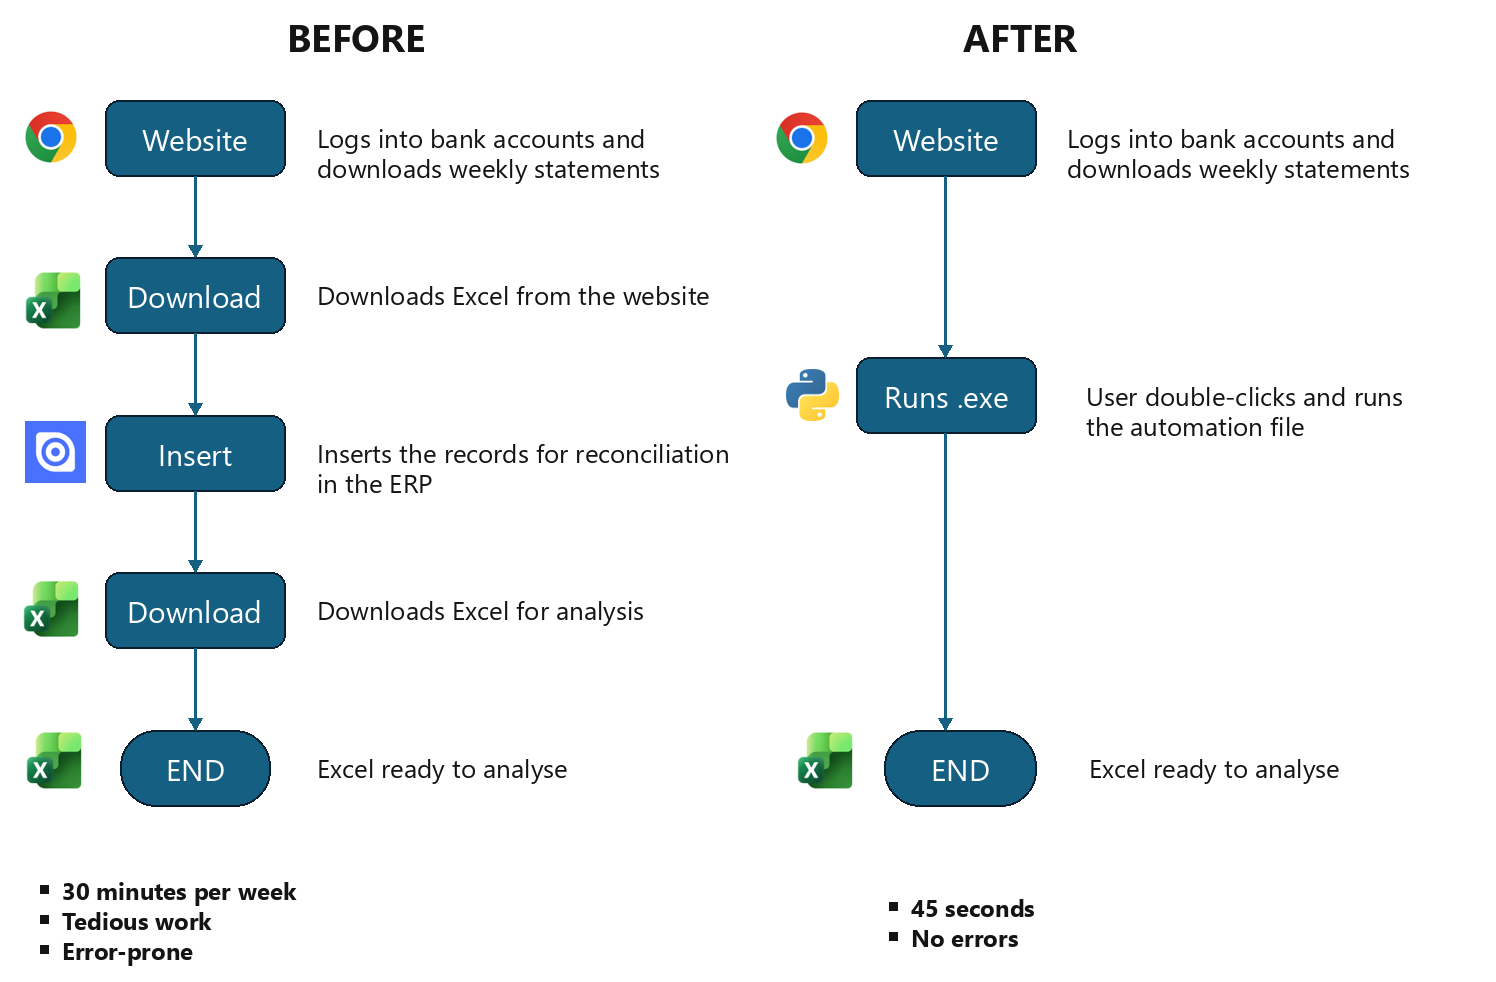 BEFORE
Website
Logs into bank accounts and
downloads weekly statements
Download
Downloads Excel from the website
Insert
Inserts the records for reconciliation
in the ERP
Download
Downloads Excel for analysis
END
Excel ready to analyse
▪ 30 minutes per week
▪ Tedious work
▪ Error-prone
AFTER
Website
Logs into bank accounts and
downloads weekly statements
Runs .exe
User double-clicks and runs
the automation file
END
Excel ready to analyse
▪ 45 seconds
▪ No errors